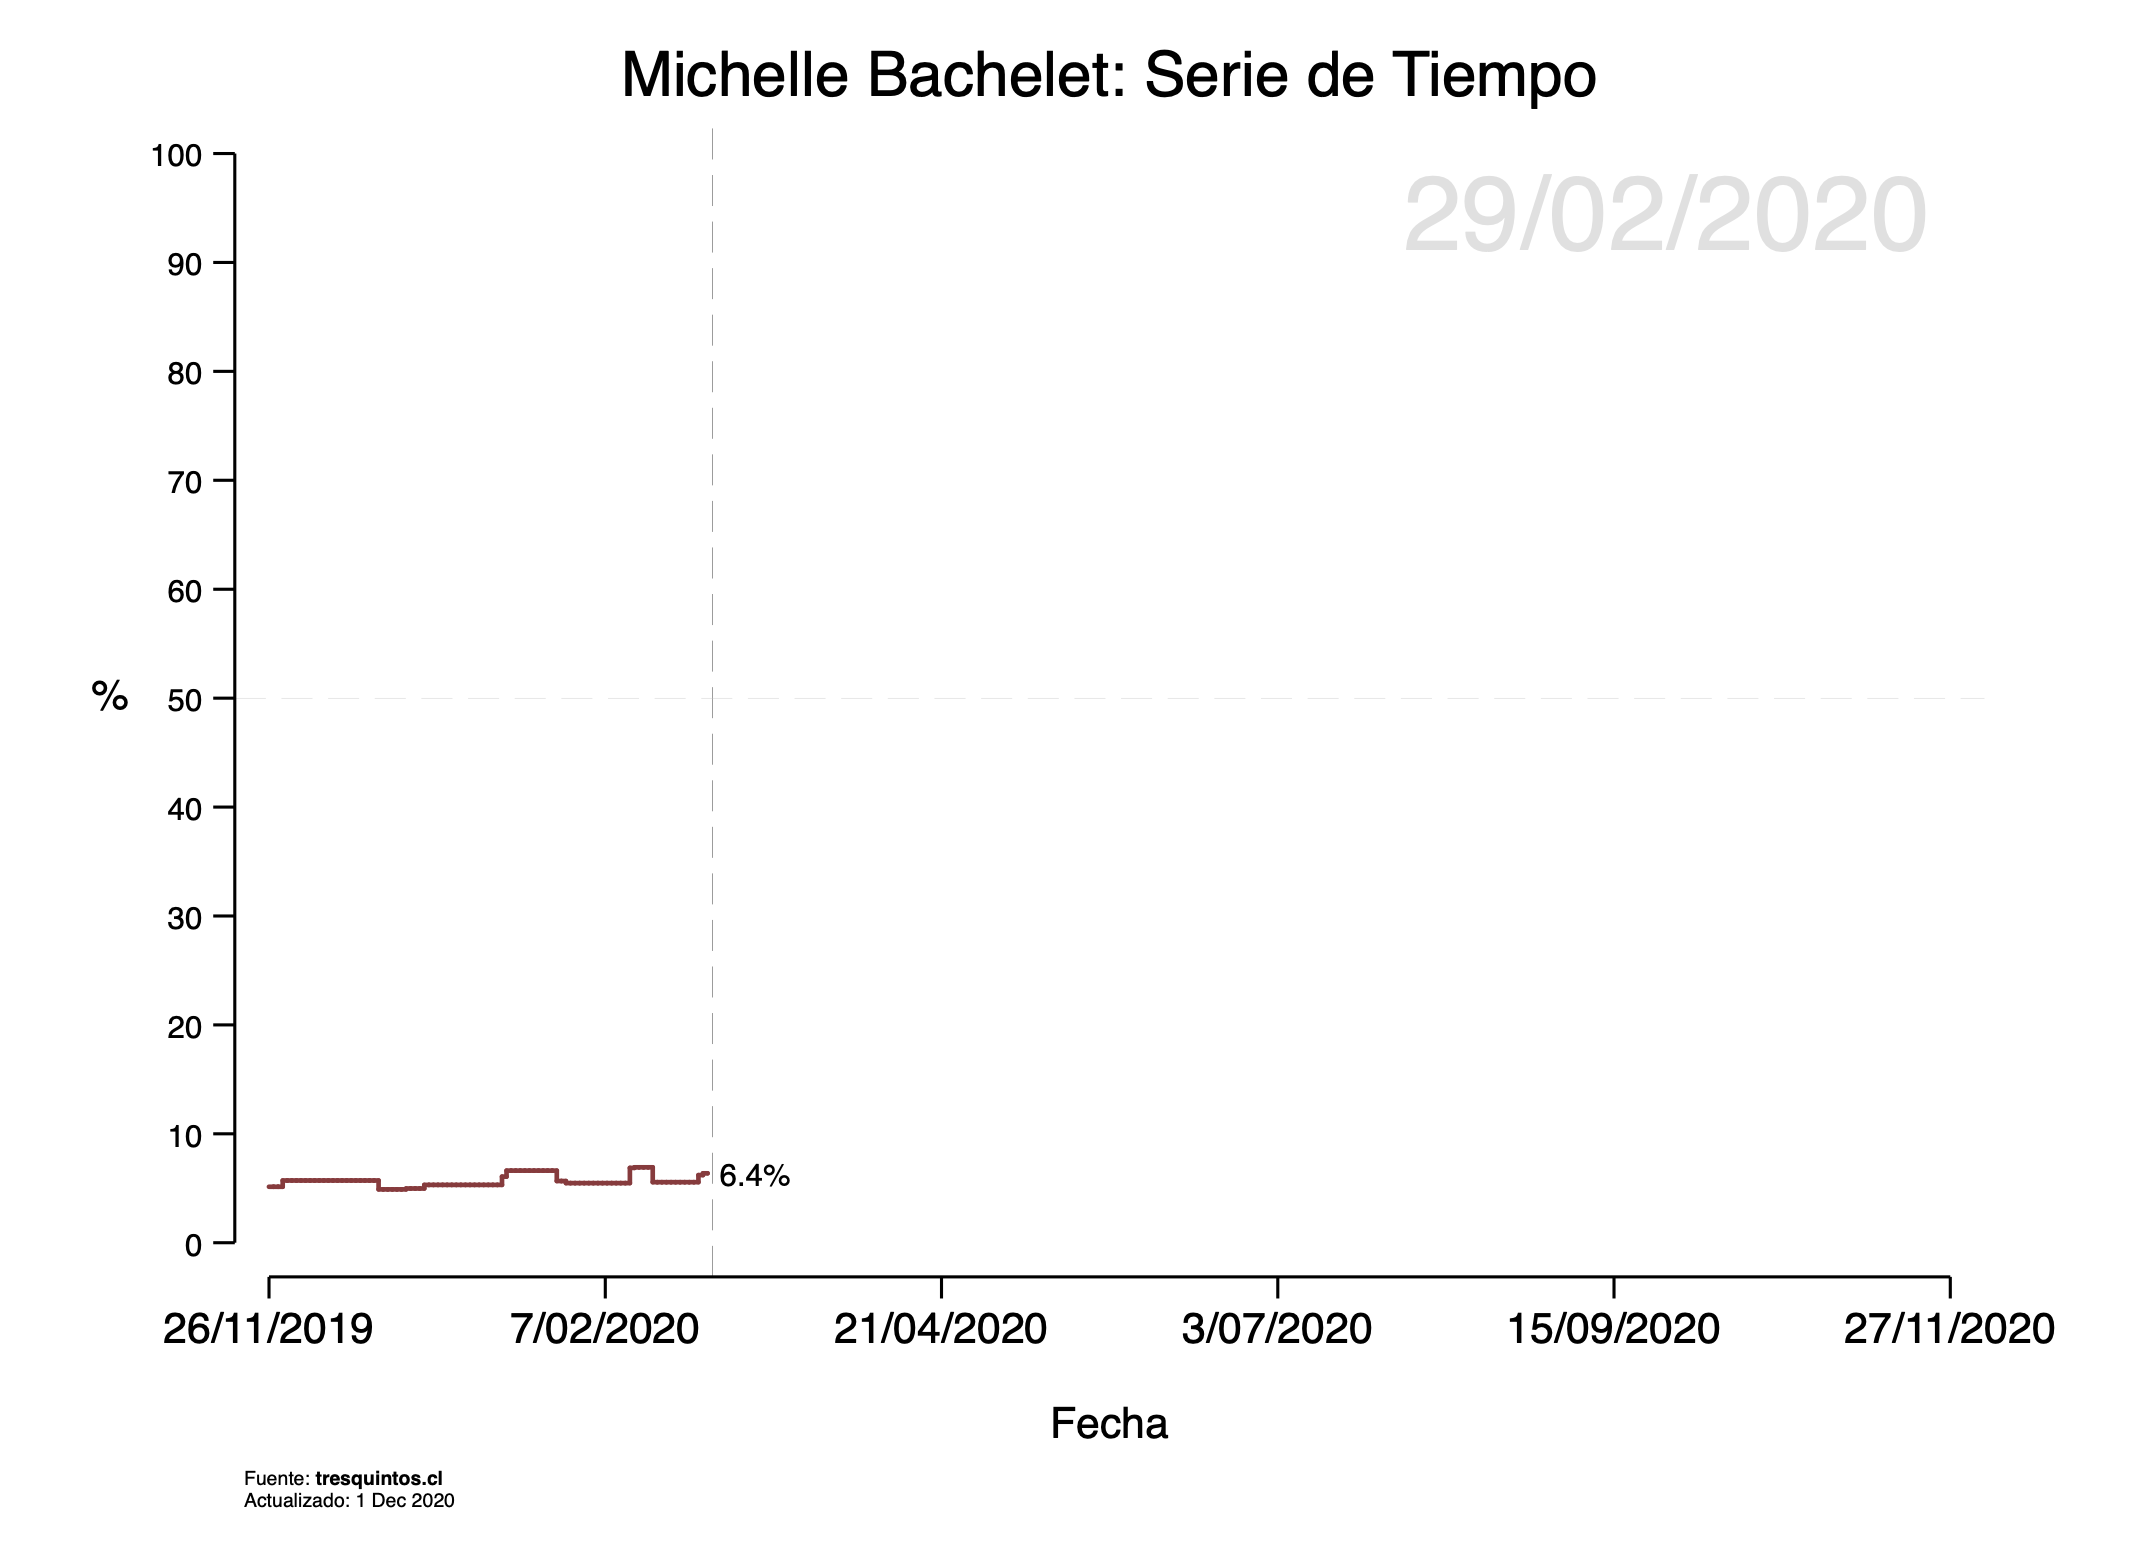 Michelle Bachelet: Serie de Tiempo
29/02/2020
100
90
80
70
60
% 50
40
30
20
10
0
6.4%
26/11/2019 7/02/2020 21/04/2020 3/07/2020 15/09/2020 27/11/2020
Fecha
Fuente: tresquintos.cl
Actualizado: 1 Dec 2020